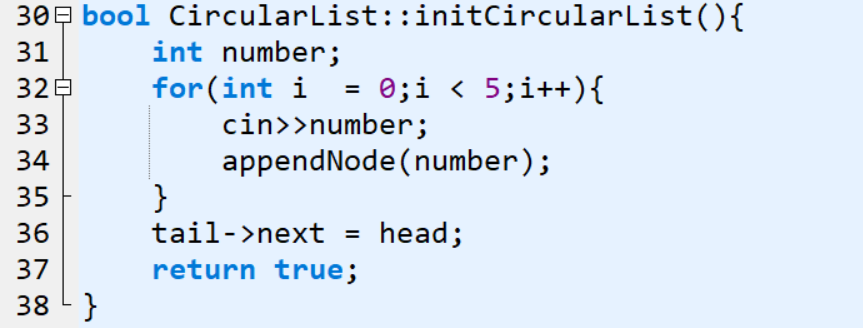 30 bool CircularList::initCircularList(){
31     int number;
32     for(int i  = 0;i < 5;i++){
33         cin>>number;
34         appendNode(number);
35     }
36     tail->next = head;
37     return true;
38 }